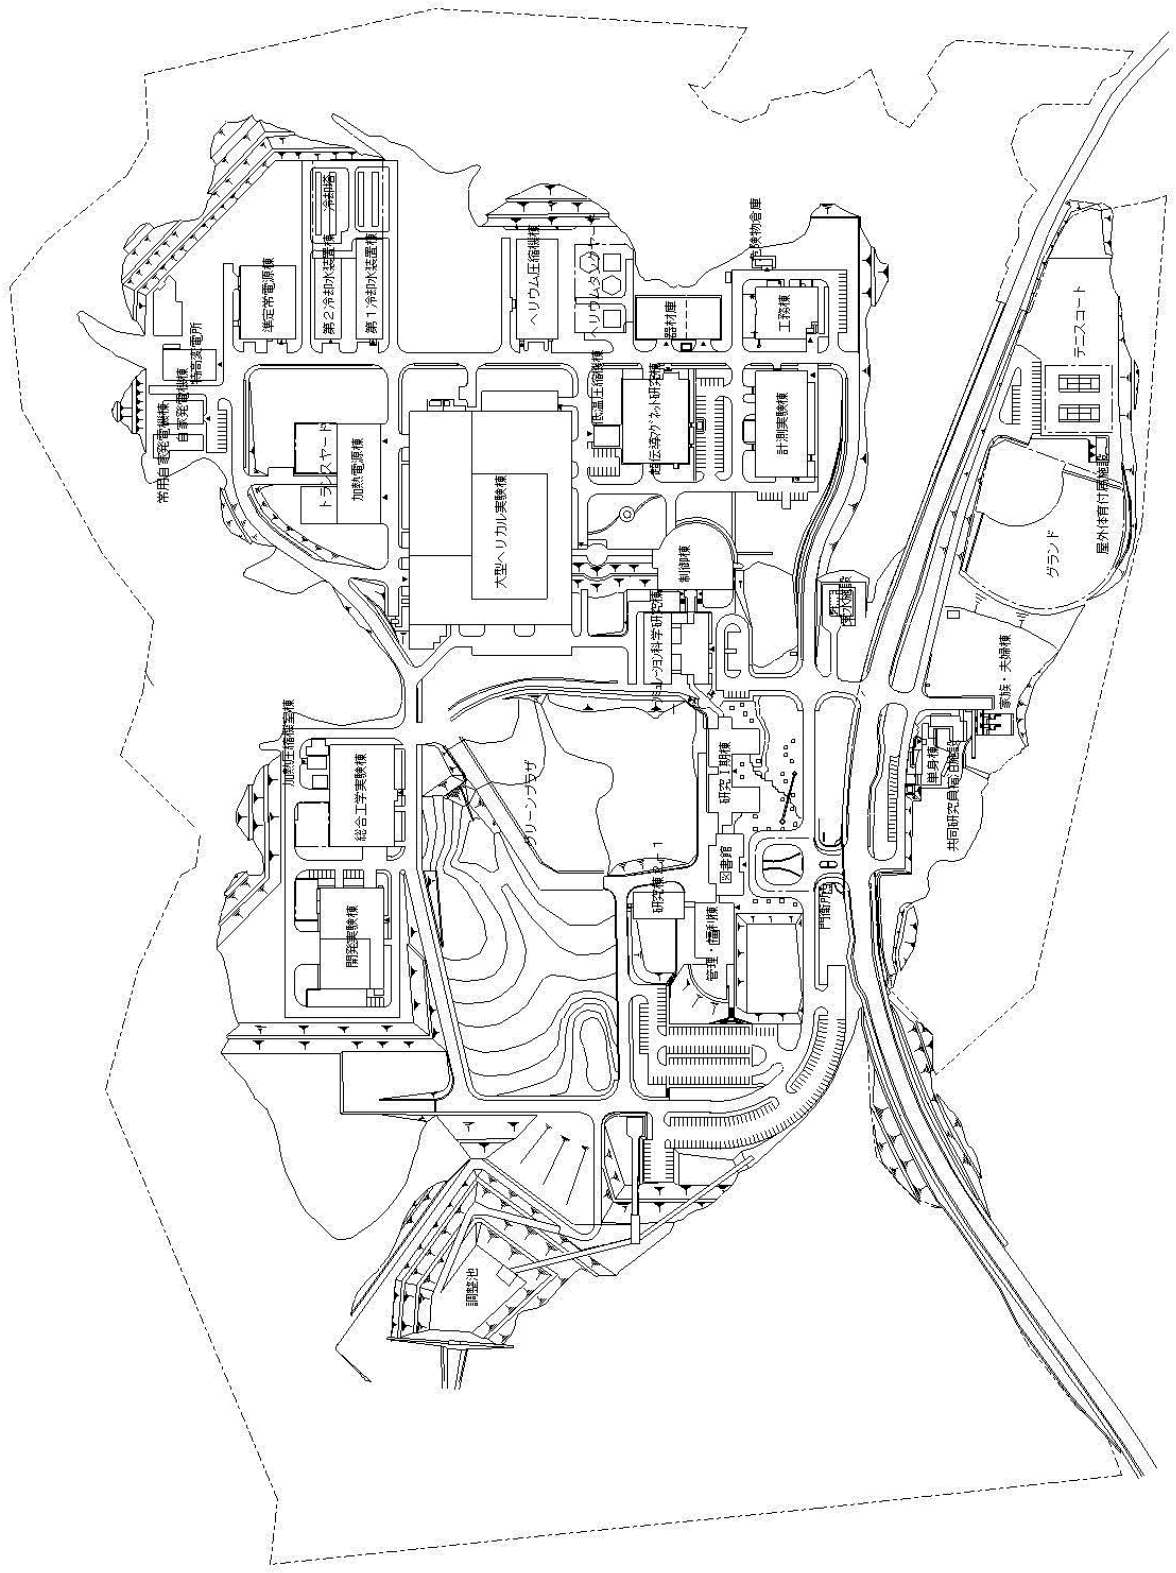 常用自家発電機棟
自家発電機棟
特高変電所
準定常電源棟
第2冷却水装置棟
冷却塔
第1冷却水装置棟
トランスヤード
加熱電源棟
ヘリウム圧縮機棟
ヘリウムタンクヤード
器材庫
危険物倉庫
工務棟
低温圧縮機棟
超伝導マグネット研究棟
計測実験棟
大型ヘリカル実験棟
制御棟
シミュレーション科学研究棟
加熱圧縮機室棟
総合工学実験棟
開発実験棟
グリーンプラザ
研究Ⅰ期棟
図書館
研究棟2-1
管理・福利棟
門衛所
調整池
テニスコート
屋外体育付属施設
グランド
家族・夫婦棟
単身棟
共同研究員宿泊施設